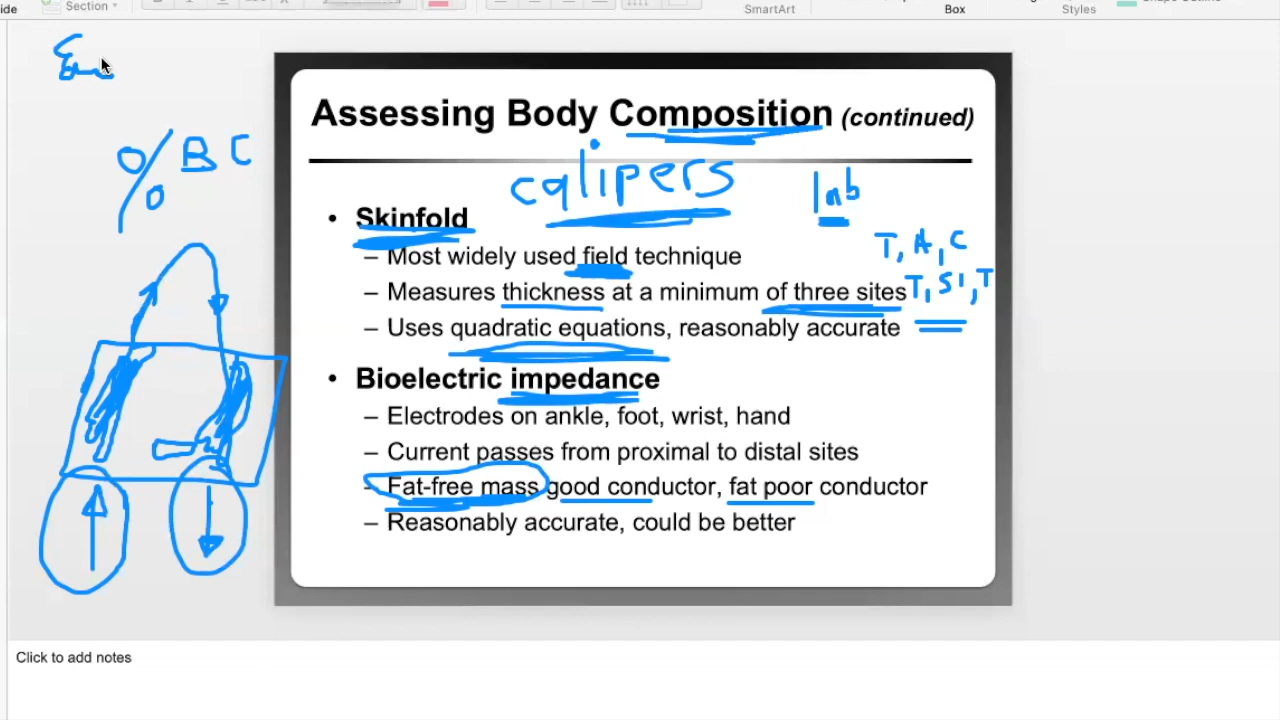 Section
SmartArt
Box
Styles
% B C
Assessing Body Composition (continued)
calipers
lab
• Skinfold
T, A, C
– Most widely used field technique
T, SI, T
– Measures thickness at a minimum of three sites
– Uses quadratic equations, reasonably accurate
• Bioelectric impedance
– Electrodes on ankle, foot, wrist, hand
– Current passes from proximal to distal sites
– Fat-free mass good conductor, fat poor conductor
– Reasonably accurate, could be better
Click to add notes